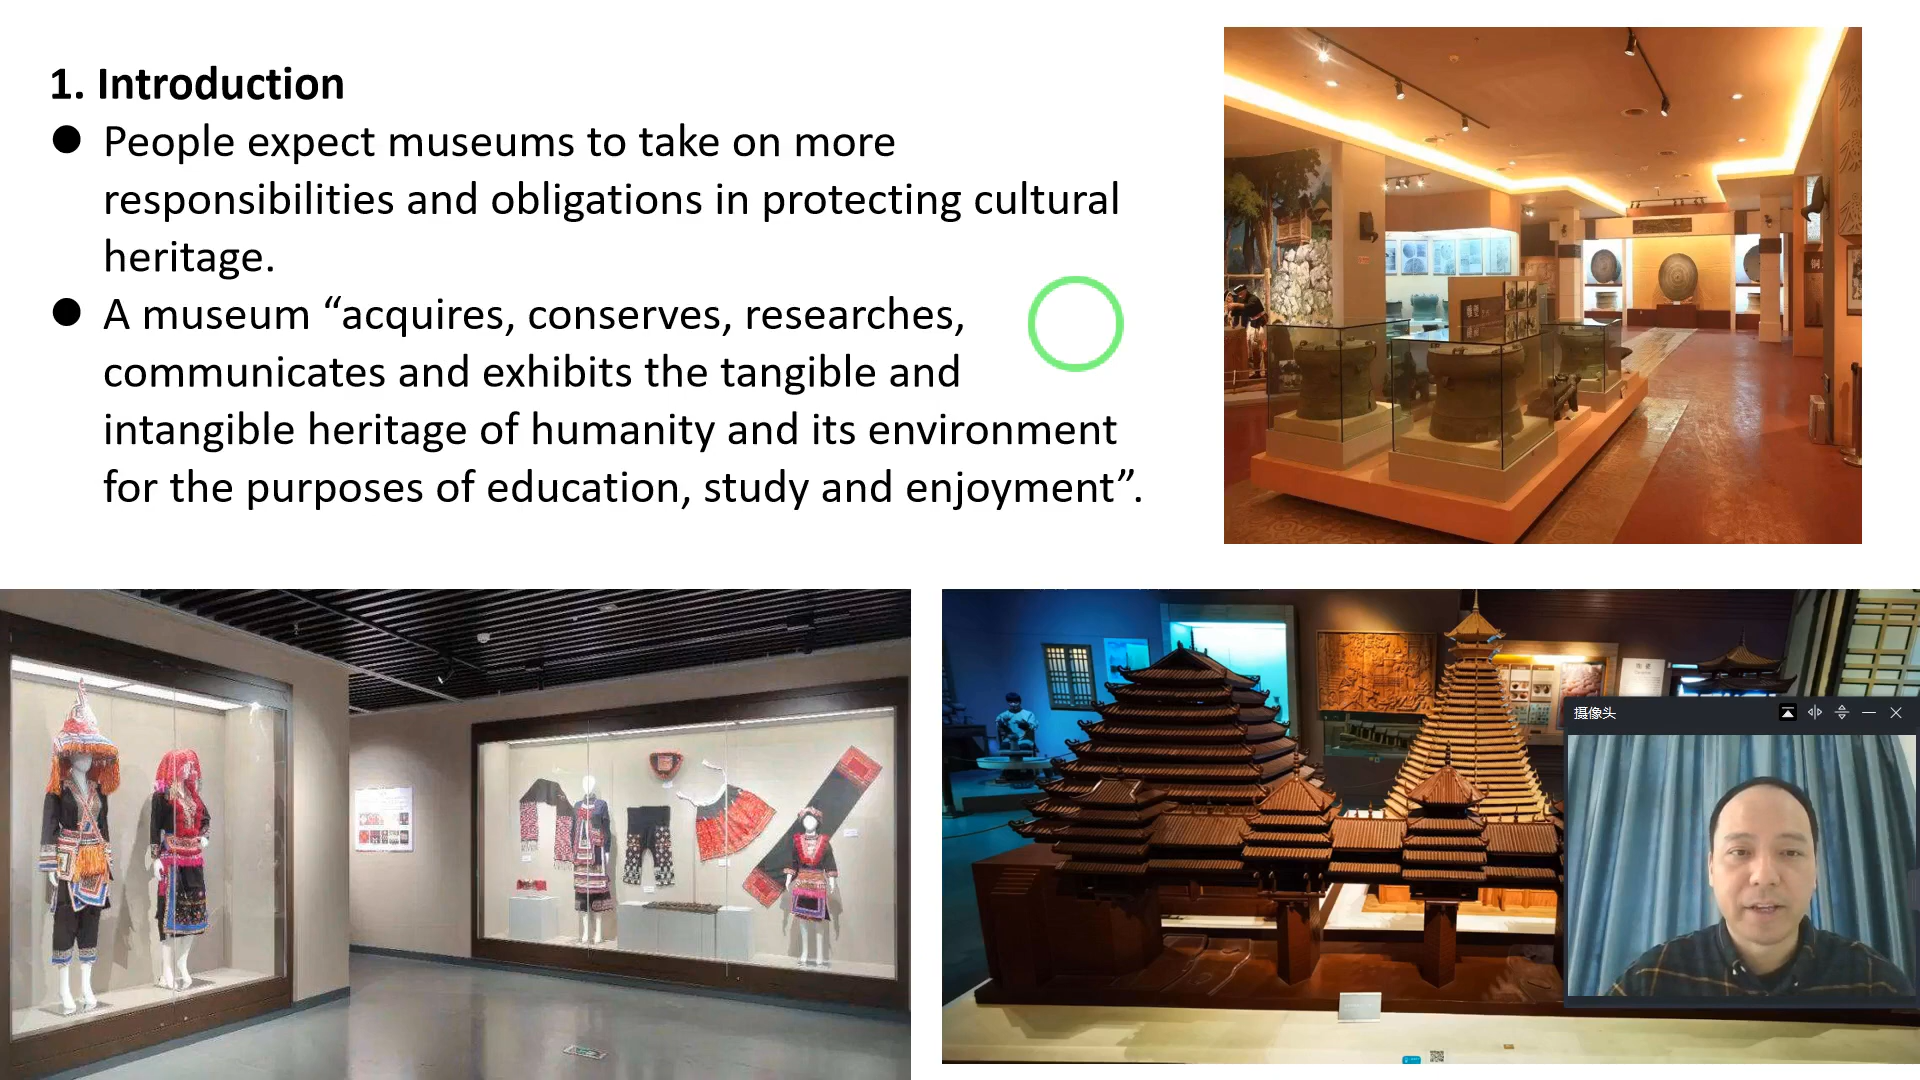 1. Introduction
● People expect museums to take on more
responsibilities and obligations in protecting cultural
heritage.
● A museum “acquires, conserves, researches,
communicates and exhibits the tangible and
intangible heritage of humanity and its environment
for the purposes of education, study and enjoyment”.
摄像头